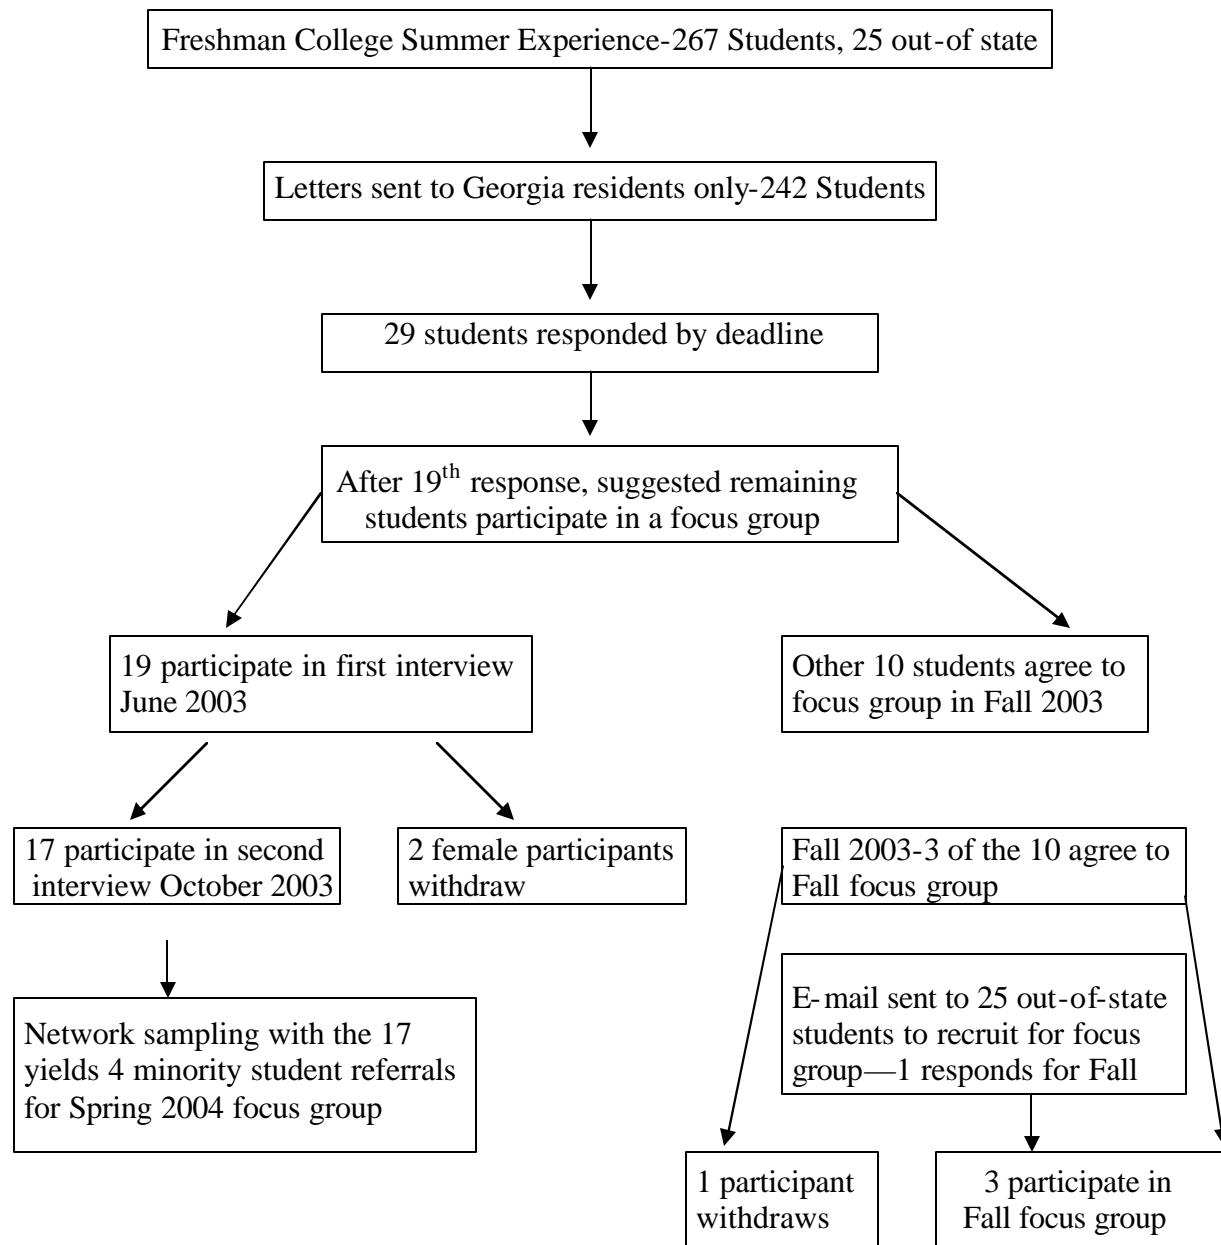 Freshman College Summer Experience-267 Students, 25 out-of state
Letters sent to Georgia residents only-242 Students
29 students responded by deadline
After 19th response, suggested remaining
students participate in a focus group
19 participate in first interview
June 2003
Other 10 students agree to
focus group in Fall 2003
17 participate in second
interview October 2003
2 female participants
withdraw
Fall 2003-3 of the 10 agree to
Fall focus group
E-mail sent to 25 out-of-state
students to recruit for focus
group—1 responds for Fall
Network sampling with the 17
yields 4 minority student referrals
for Spring 2004 focus group
1 participant
withdraws
3 participate in
Fall focus group